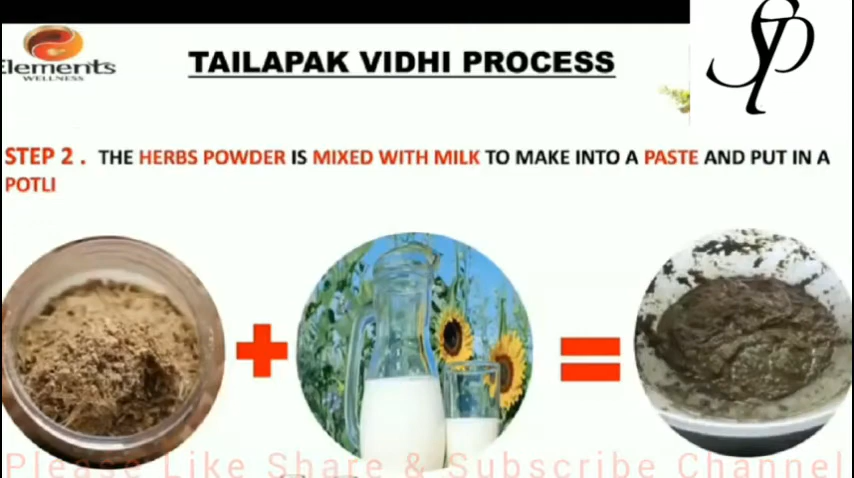 Elements
WELLNESS
TAILAPAK VIDHI PROCESS
STEP 2 . THE HERBS POWDER IS MIXED WITH MILK TO MAKE INTO A PASTE AND PUT IN A
POTLI
Please Like Share & Subscribe Channel